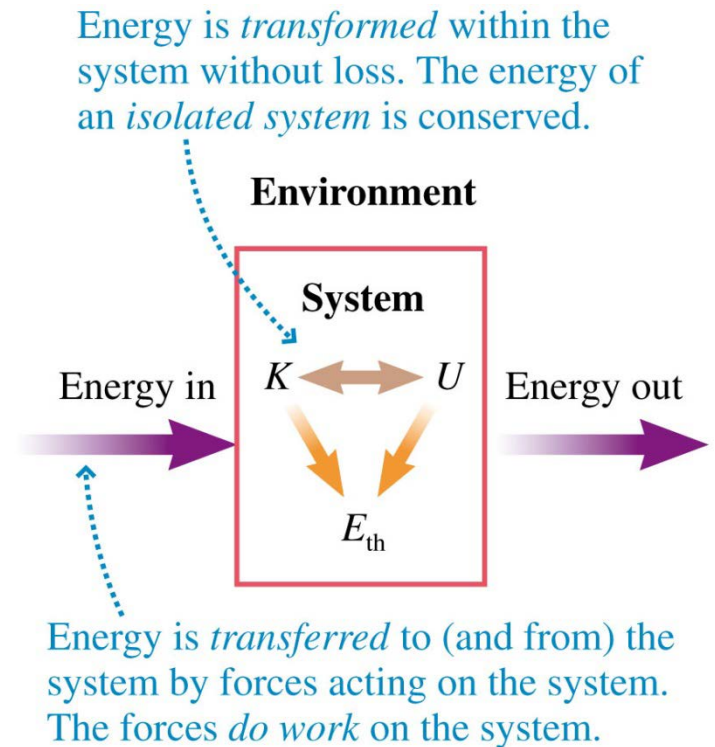 Energy is transformed within the
system without loss. The energy of
an isolated system is conserved.
Environment
System
K U
Energy in
Energy out
Eth
Energy is transferred to (and from) the
system by forces acting on the system.
The forces do work on the system.